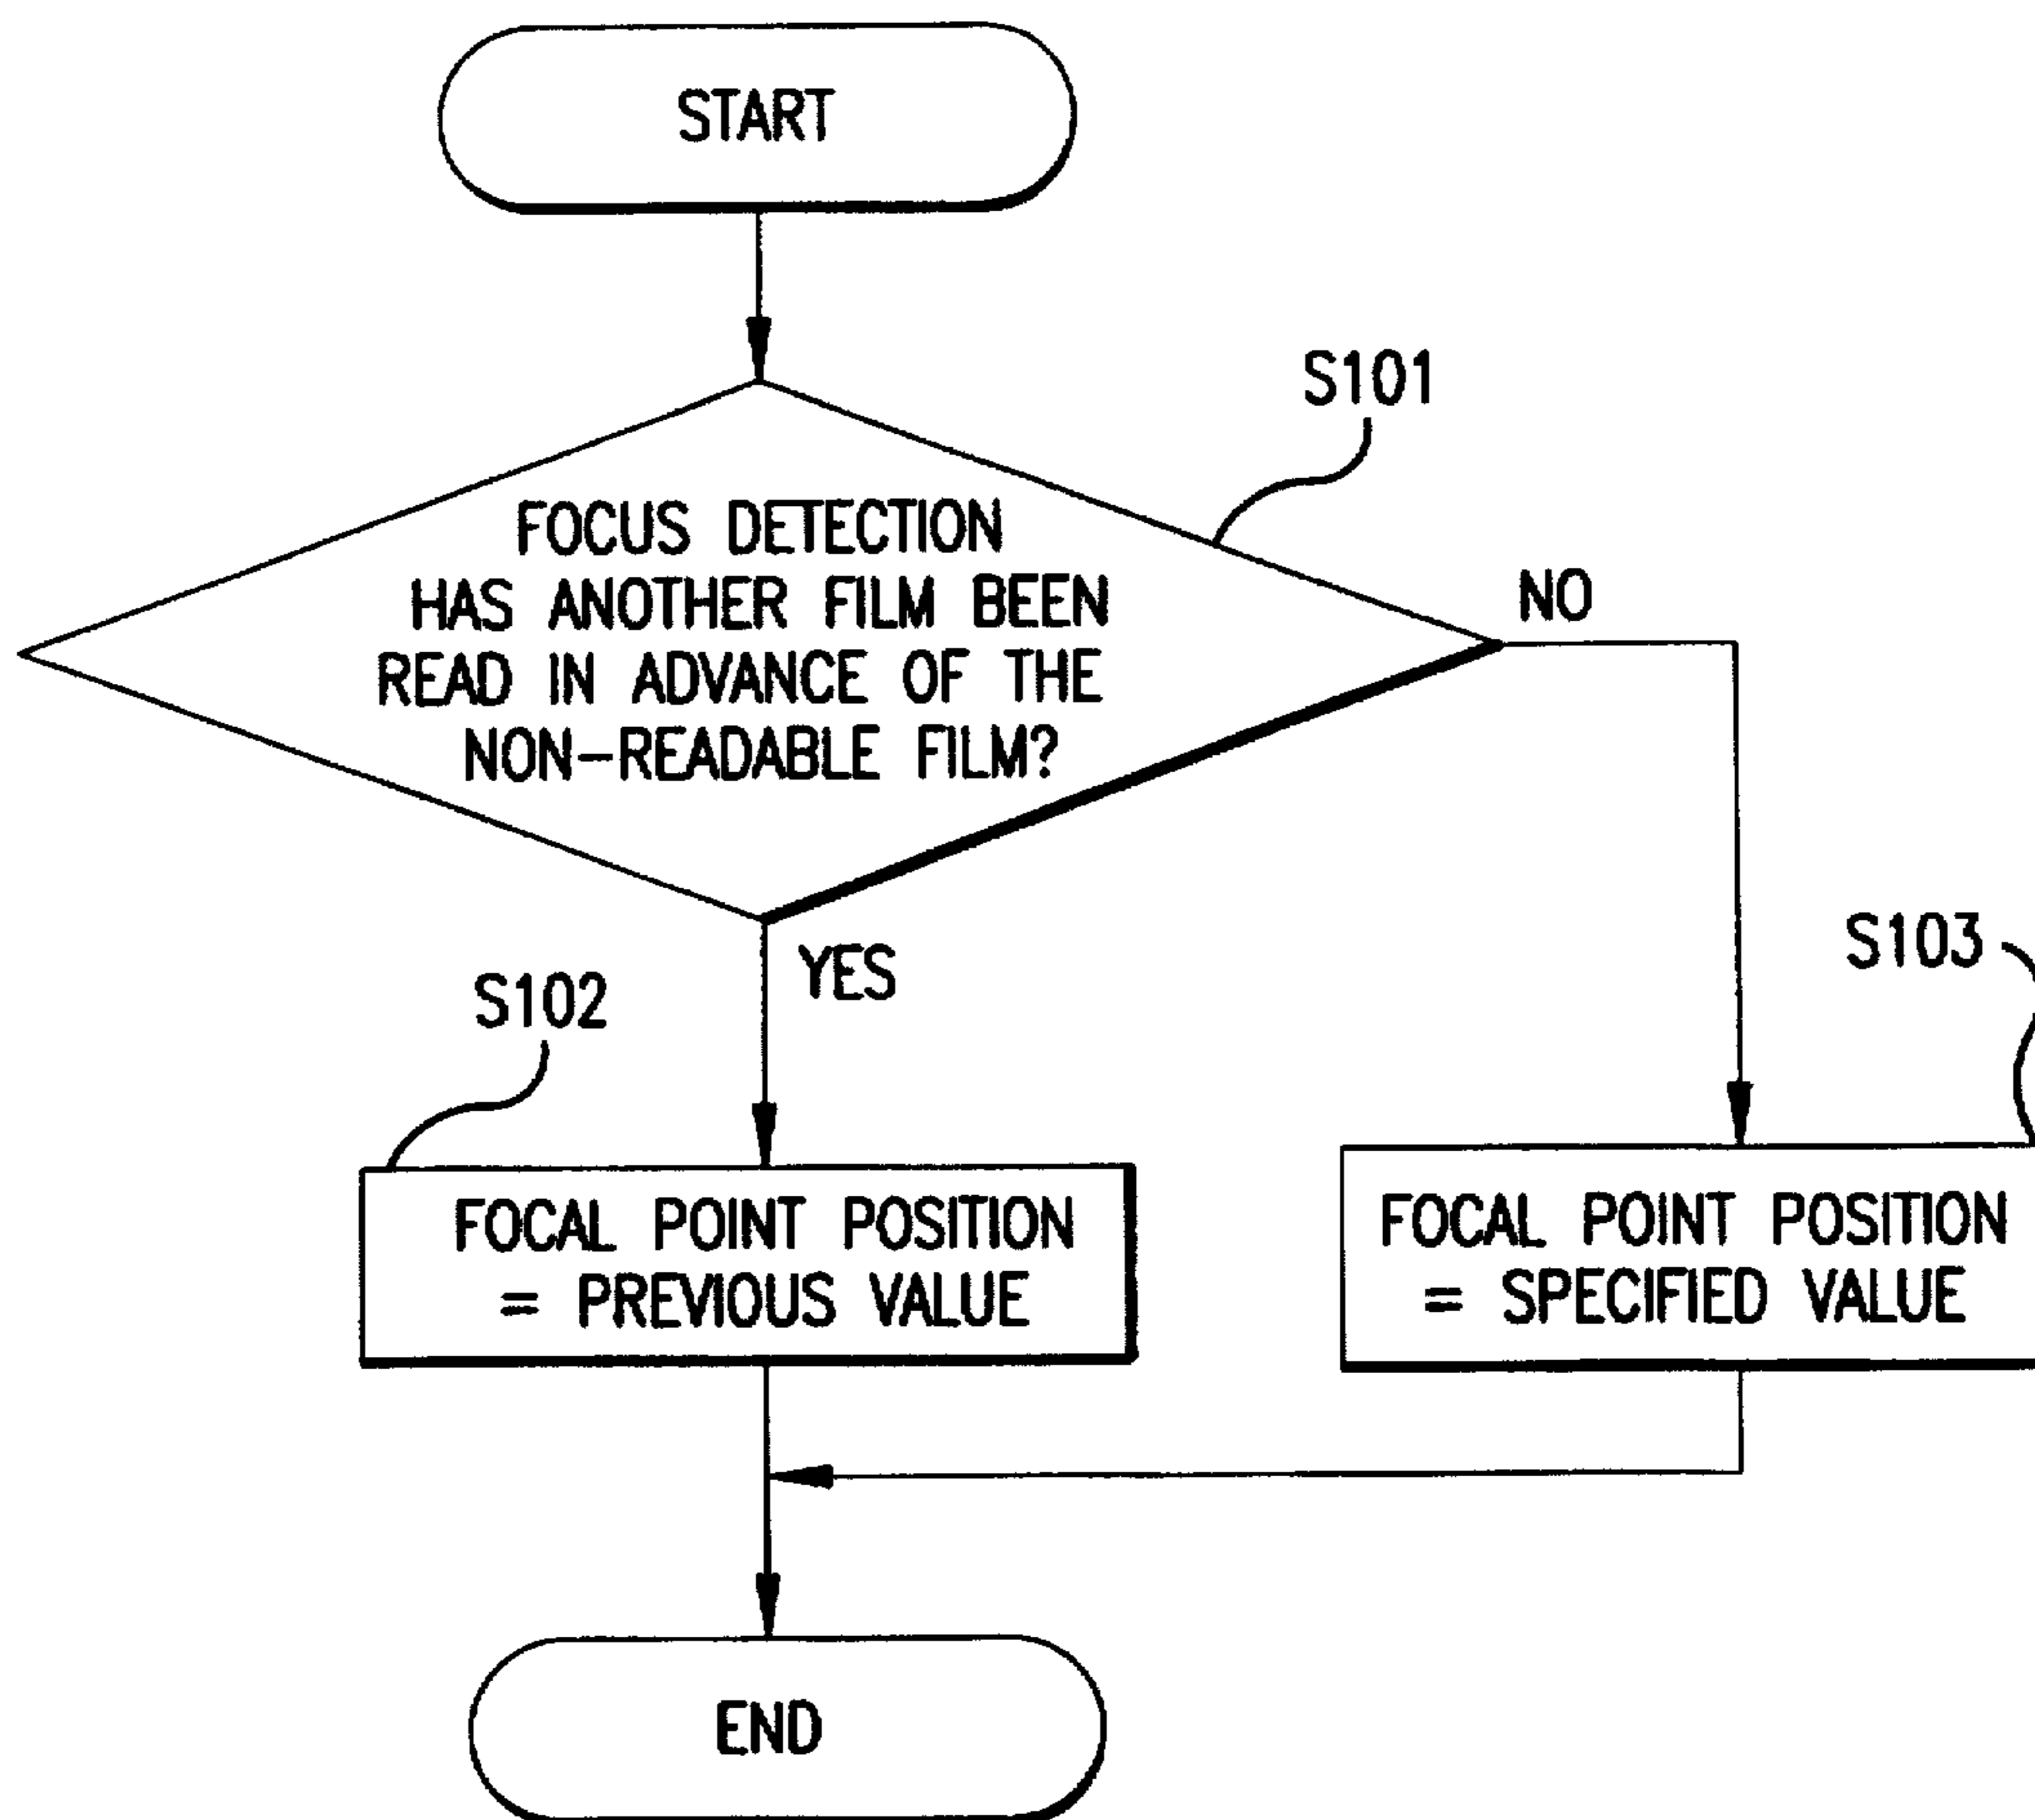 START
S101
FOCUS DETECTION
HAS ANOTHER FILM BEEN
READ IN ADVANCE OF THE
NON-READABLE FILM?
NO
YES
S102
S103
FOCAL POINT POSITION
= PREVIOUS VALUE
FOCAL POINT POSITION
= SPECIFIED VALUE
END